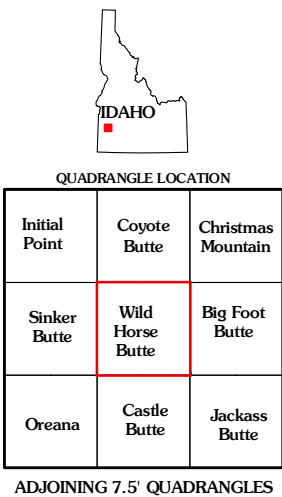 IDAHO
QUADRANGLE LOCATION
Initial
Point
Coyote
Butte
Christmas
Mountain
Sinker
Butte
Wild
Horse
Butte
Big Foot
Butte
Oreana
Castle
Butte
Jackass
Butte
ADJOINING 7.5' QUADRANGLES